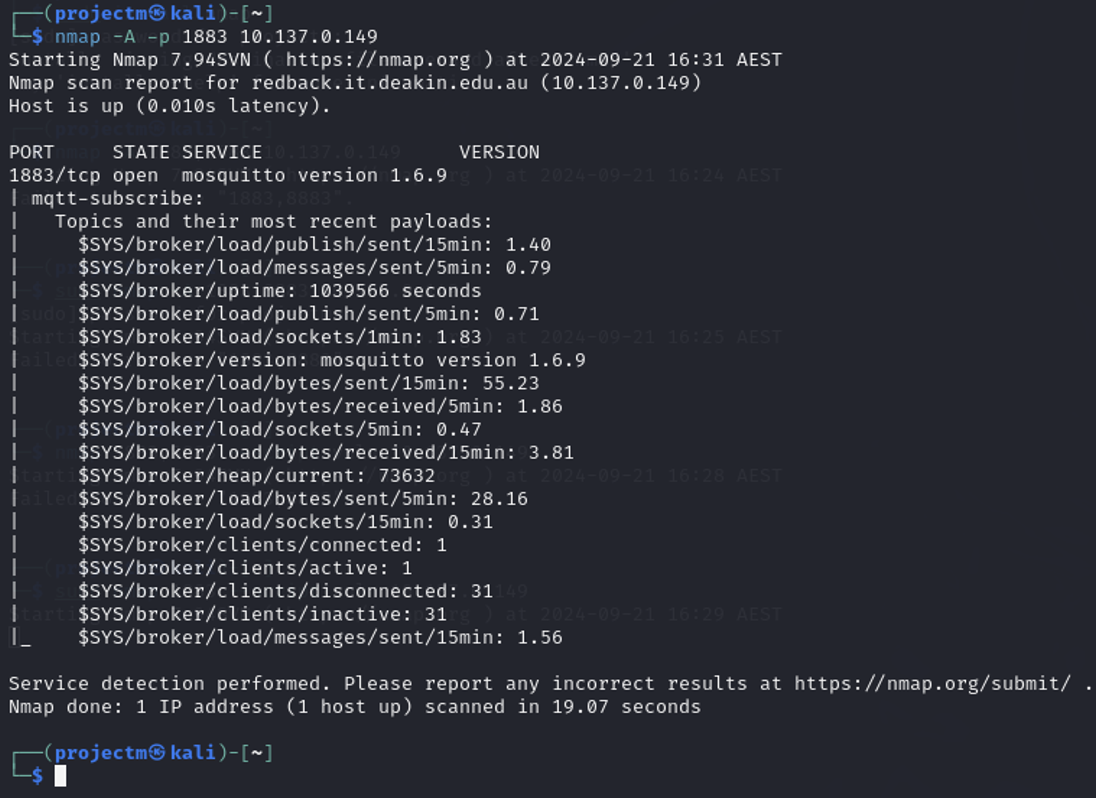 ┌──(projectm㉿kali)-[~]
└─$ nmap -A -p 1883 10.137.0.149
Starting Nmap 7.94SVN ( https://nmap.org ) at 2024-09-21 16:31 AEST
Nmap scan report for redback.it.deakin.edu.au (10.137.0.149)
Host is up (0.010s latency).
PORT     STATE SERVICE                 VERSION
1883/tcp open  mosquitto version 1.6.9
| mqtt-subscribe:
|   Topics and their most recent payloads:
|     $SYS/broker/load/publish/sent/15min: 1.40
|     $SYS/broker/load/messages/sent/5min: 0.79
|     $SYS/broker/uptime: 1039566 seconds
|     $SYS/broker/load/publish/sent/5min: 0.71
|     $SYS/broker/load/sockets/1min: 1.83
|     $SYS/broker/version: mosquitto version 1.6.9
|     $SYS/broker/load/bytes/sent/15min: 55.23
|     $SYS/broker/load/bytes/received/5min: 1.86
|     $SYS/broker/load/sockets/5min: 0.47
|     $SYS/broker/load/bytes/received/15min: 3.81
|     $SYS/broker/heap/current: 73632
|     $SYS/broker/load/bytes/sent/5min: 28.16
|     $SYS/broker/load/sockets/15min: 0.31
|     $SYS/broker/clients/connected: 1
|     $SYS/broker/clients/active: 1
|     $SYS/broker/clients/disconnected: 31
|     $SYS/broker/clients/inactive: 31
|_    $SYS/broker/load/messages/sent/15min: 1.56
Service detection performed. Please report any incorrect results at https://nmap.org/submit/ .
Nmap done: 1 IP address (1 host up) scanned in 19.07 seconds
┌──(projectm㉿kali)-[~]
└─$